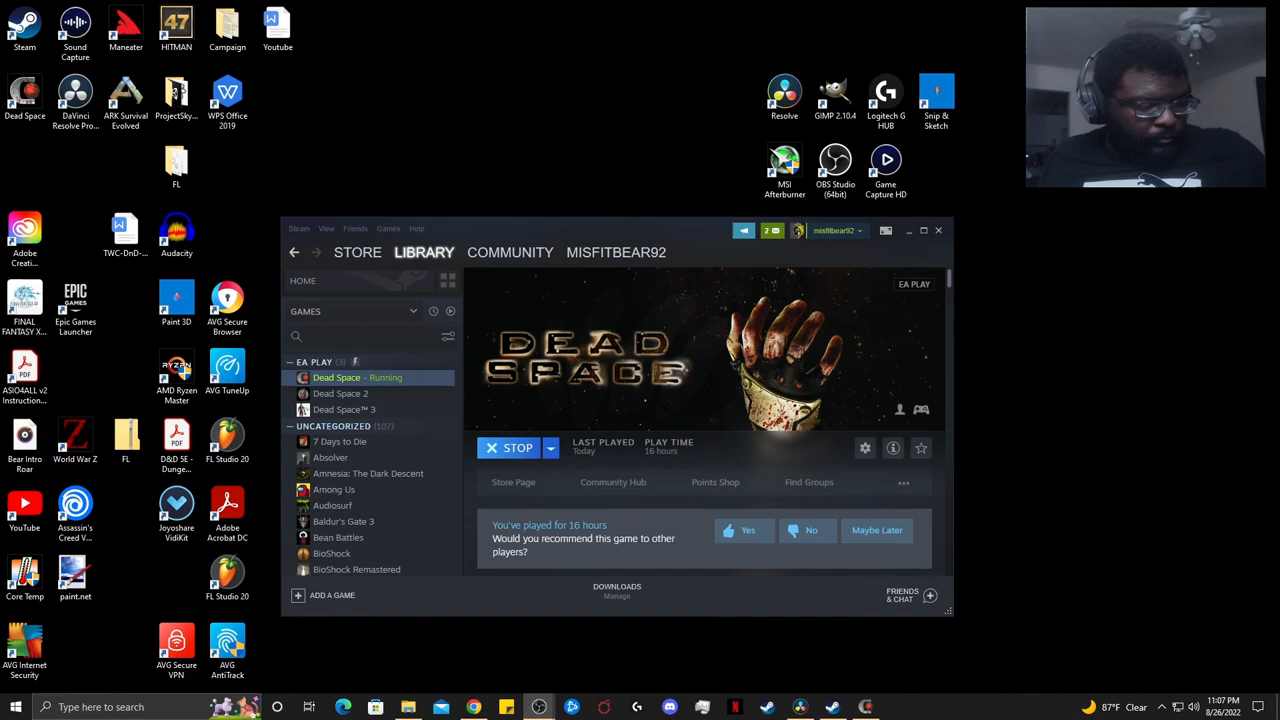 Steam
Sound
Capture
Maneater
HITMAN
Campaign
Youtube
47
Dead Space
DaVinci
Resolve Pro...
ARK Survival
Evolved
ProjectSky...
WPS Office
2019
Resolve
GIMP 2.10.4
Logitech G
HUB
Snip &
Sketch
FL
MSI
Afterburner
OBS Studio
(64bit)
Game
Capture HD
Adobe
Creati...
TWC-DnD-...
Audacity
FINAL
FANTASY X...
EPIC
GAMES
Epic Games
Launcher
Paint 3D
AVG Secure
Browser
PDF
ASIO4ALL v2
Instruction...
RYZEN
AMD Ryzen
Master
AVG TuneUp
Bear Intro
Roar
World War Z
FL
PDF
D&D 5E -
Dunge...
FL Studio 20
YouTube
Assassin's
Creed V...
Joyoshare
VidiKit
Adobe
Acrobat DC
Core Temp
paint.net
FL Studio 20
AVG Internet
Security
AVG Secure
VPN
AVG
AntiTrack
Steam View Friends Games Help
2
misfitbear92
STORE LIBRARY COMMUNITY MISFITBEAR92
HOME
GAMES
EA PLAY (3)
Dead Space - Running
Dead Space 2
Dead Space™ 3
UNCATEGORIZED (107)
7 Days to Die
Absolver
Amnesia: The Dark Descent
Among Us
Audiosurf
Baldur's Gate 3
Bean Battles
BioShock
BioShock Remastered
EA PLAY
DEAD
SPACE
STOP
LAST PLAYED
Today
PLAY TIME
16 hours
Store Page Community Hub Points Shop Find Groups ...
You've played for 16 hours
Would you recommend this game to other
players?
Yes No Maybe Later
ADD A GAME
DOWNLOADS
Manage
FRIENDS
& CHAT
Type here to search
87°F Clear
11:07 PM
8/26/2022